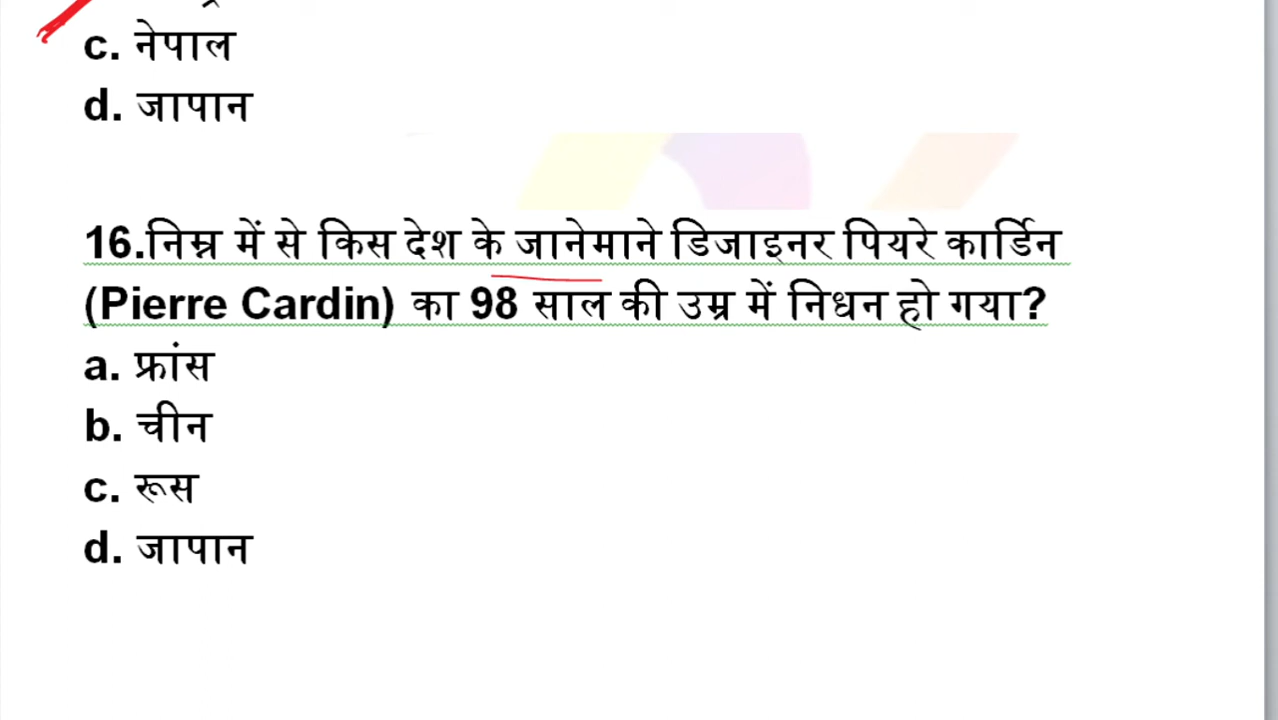 c. नेपाल
d. जापान
16.निम्न में से किस देश के जानेमाने डिजाइनर पियरे कार्डिन
(Pierre Cardin) का 98 साल की उम्र में निधन हो गया?
a. फ्रांस
b. चीन
c. रूस
d. जापान